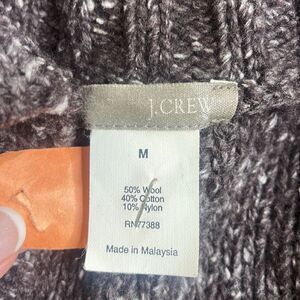 J.CREW
M
50% Wool
40% Cotton
10% Nylon
RN77388
Made in Malaysia